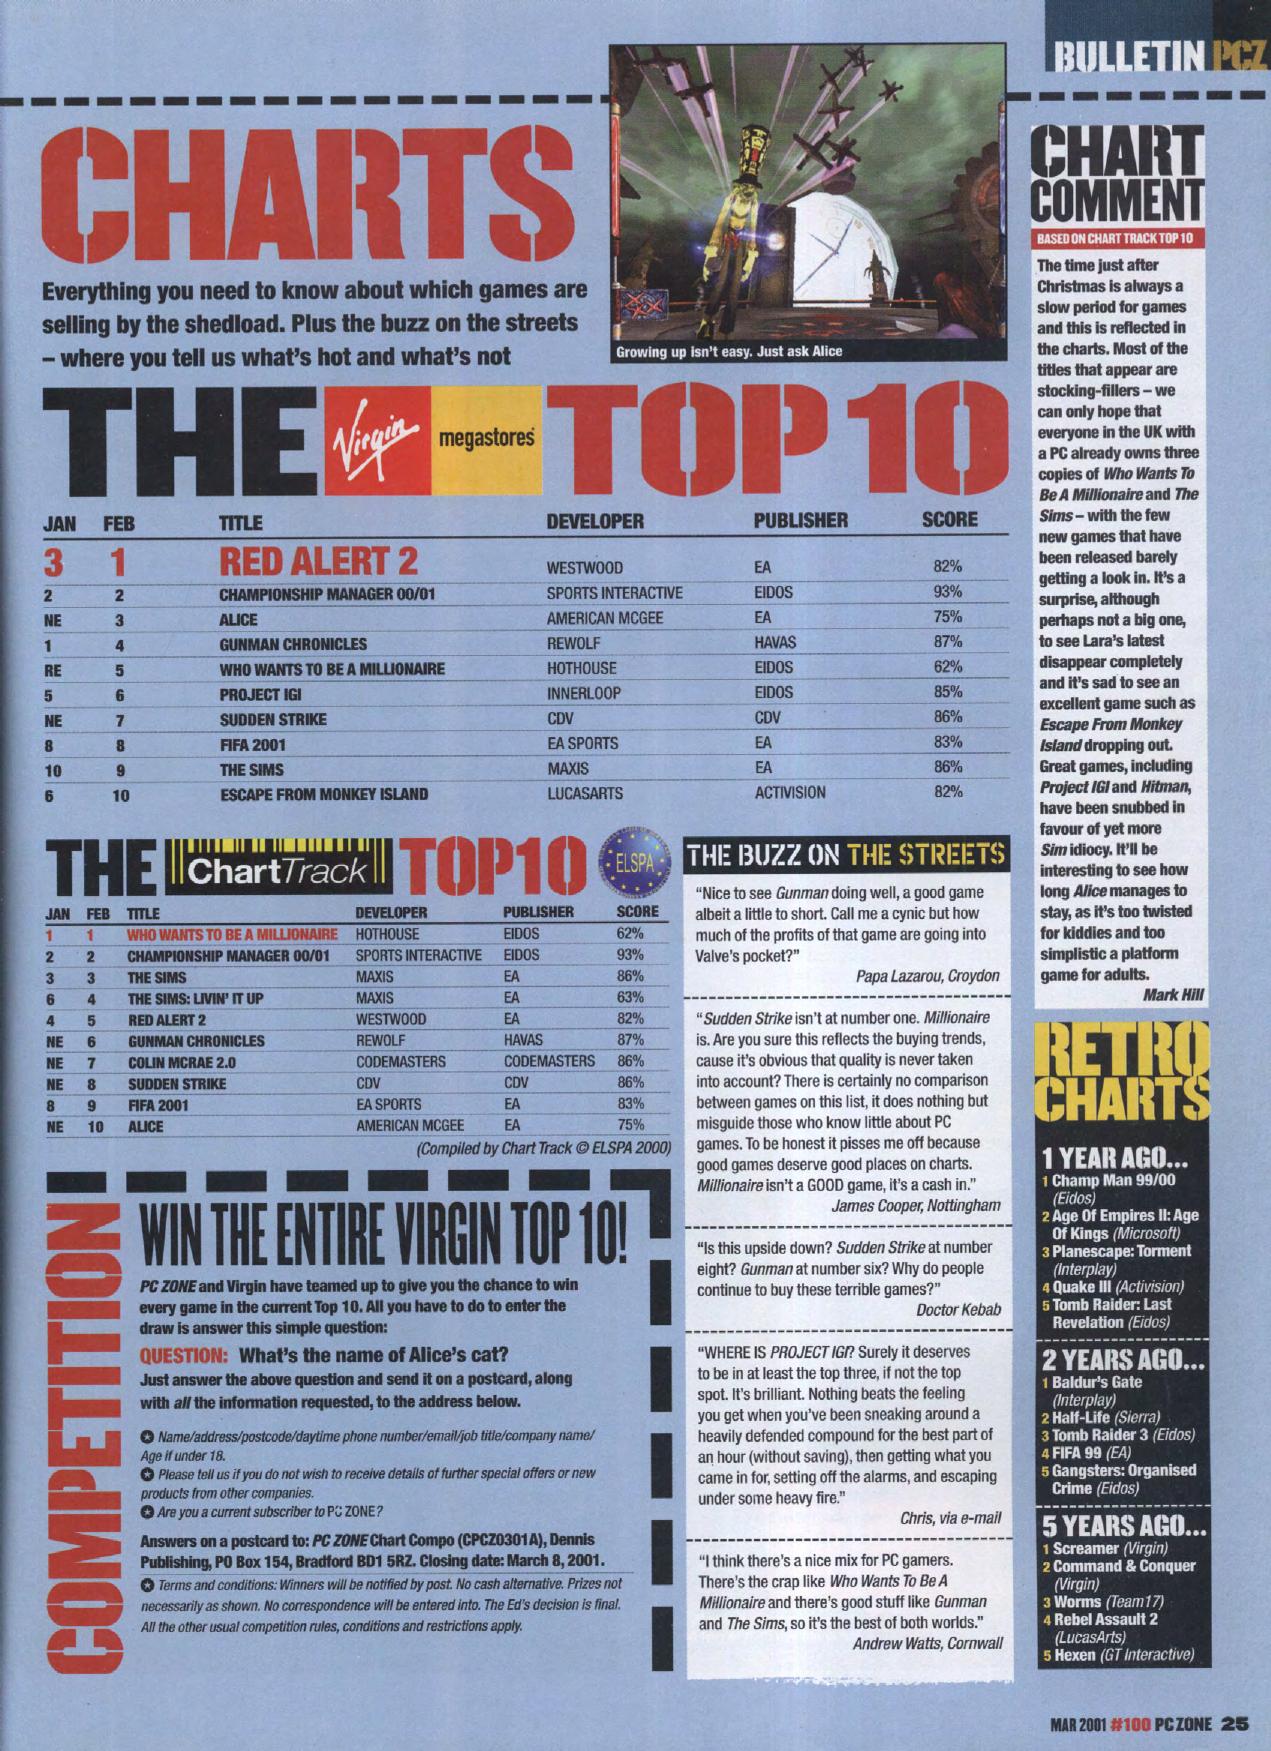 BULLETIN PCZ
CHARTS
Everything you need to know about which games are
selling by the shedload. Plus the buzz on the streets
– where you tell us what's hot and what's not
Growing up isn't easy. Just ask Alice
THE Virgin megastores TOP 10
JAN FEB TITLE DEVELOPER PUBLISHER SCORE
3 1 RED ALERT 2 WESTWOOD EA 82%
2 2 CHAMPIONSHIP MANAGER 00/01 SPORTS INTERACTIVE EIDOS 93%
NE 3 ALICE AMERICAN MCGEE EA 75%
1 4 GUNMAN CHRONICLES REWOLF HAVAS 87%
RE 5 WHO WANTS TO BE A MILLIONAIRE HOTHOUSE EIDOS 62%
5 6 PROJECT IGI INNERLOOP EIDOS 85%
NE 7 SUDDEN STRIKE CDV CDV 86%
8 8 FIFA 2001 EA SPORTS EA 83%
10 9 THE SIMS MAXIS EA 86%
6 10 ESCAPE FROM MONKEY ISLAND LUCASARTS ACTIVISION 82%
THE ChartTrack TOP10 ELSPA
JAN FEB TITLE DEVELOPER PUBLISHER SCORE
1 1 WHO WANTS TO BE A MILLIONAIRE HOTHOUSE EIDOS 62%
2 2 CHAMPIONSHIP MANAGER 00/01 SPORTS INTERACTIVE EIDOS 93%
3 3 THE SIMS MAXIS EA 86%
6 4 THE SIMS: LIVIN' IT UP MAXIS EA 63%
4 5 RED ALERT 2 WESTWOOD EA 82%
NE 6 GUNMAN CHRONICLES REWOLF HAVAS 87%
NE 7 COLIN MCRAE 2.0 CODEMASTERS CODEMASTERS 86%
NE 8 SUDDEN STRIKE CDV CDV 86%
8 9 FIFA 2001 EA SPORTS EA 83%
NE 10 ALICE AMERICAN MCGEE EA 75%
(Compiled by Chart Track © ELSPA 2000)
COMPETITION
WIN THE ENTIRE VIRGIN TOP 10!
PC ZONE and Virgin have teamed up to give you the chance to win
every game in the current Top 10. All you have to do to enter the
draw is answer this simple question:
QUESTION: What's the name of Alice's cat?
Just answer the above question and send it on a postcard, along
with all the information requested, to the address below.
✪ Name/address/postcode/daytime phone number/email/job title/company name/
Age if under 18.
✪ Please tell us if you do not wish to receive details of further special offers or new
products from other companies.
✪ Are you a current subscriber to PC ZONE?
Answers on a postcard to: PC ZONE Chart Compo (CPCZ0301A), Dennis
Publishing, PO Box 154, Bradford BD1 5RZ. Closing date: March 8, 2001.
✪ Terms and conditions: Winners will be notified by post. No cash alternative. Prizes not
necessarily as shown. No correspondence will be entered into. The Ed's decision is final.
All the other usual competition rules, conditions and restrictions apply.
THE BUZZ ON THE STREETS
"Nice to see Gunman doing well, a good game
albeit a little to short. Call me a cynic but how
much of the profits of that game are going into
Valve's pocket?"
Papa Lazarou, Croydon
"Sudden Strike isn't at number one. Millionaire
is. Are you sure this reflects the buying trends,
cause it's obvious that quality is never taken
into account? There is certainly no comparison
between games on this list, it does nothing but
misguide those who know little about PC
games. To be honest it pisses me off because
good games deserve good places on charts.
Millionaire isn't a GOOD game, it's a cash in."
James Cooper, Nottingham
"Is this upside down? Sudden Strike at number
eight? Gunman at number six? Why do people
continue to buy these terrible games?"
Doctor Kebab
"WHERE IS PROJECT IGI? Surely it deserves
to be in at least the top three, if not the top
spot. It's brilliant. Nothing beats the feeling
you get when you've been sneaking around a
heavily defended compound for the best part of
an hour (without saving), then getting what you
came in for, setting off the alarms, and escaping
under some heavy fire."
Chris, via e-mail
"I think there's a nice mix for PC gamers.
There's the crap like Who Wants To Be A
Millionaire and there's good stuff like Gunman
and The Sims, so it's the best of both worlds."
Andrew Watts, Cornwall
CHART
COMMENT
BASED ON CHART TRACK TOP 10
The time just after
Christmas is always a
slow period for games
and this is reflected in
the charts. Most of the
titles that appear are
stocking-fillers – we
can only hope that
everyone in the UK with
a PC already owns three
copies of Who Wants To
Be A Millionaire and The
Sims – with the few
new games that have
been released barely
getting a look in. It's a
surprise, although
perhaps not a big one,
to see Lara's latest
disappear completely
and it's sad to see an
excellent game such as
Escape From Monkey
Island dropping out.
Great games, including
Project IGI and Hitman,
have been snubbed in
favour of yet more
Sim idiocy. It'll be
interesting to see how
long Alice manages to
stay, as it's too twisted
for kiddies and too
simplistic a platform
game for adults.
Mark Hill
RETRO
CHARTS
1 YEAR AGO...
1 Champ Man 99/00
(Eidos)
2 Age Of Empires II: Age
Of Kings (Microsoft)
3 Planescape: Torment
(Interplay)
4 Quake III (Activision)
5 Tomb Raider: Last
Revelation (Eidos)
2 YEARS AGO...
1 Baldur's Gate
(Interplay)
2 Half-Life (Sierra)
3 Tomb Raider 3 (Eidos)
4 FIFA 99 (EA)
5 Gangsters: Organised
Crime (Eidos)
5 YEARS AGO...
1 Screamer (Virgin)
2 Command & Conquer
(Virgin)
3 Worms (Team17)
4 Rebel Assault 2
(LucasArts)
5 Hexen (GT Interactive)
MAR 2001 #100 PC ZONE 25